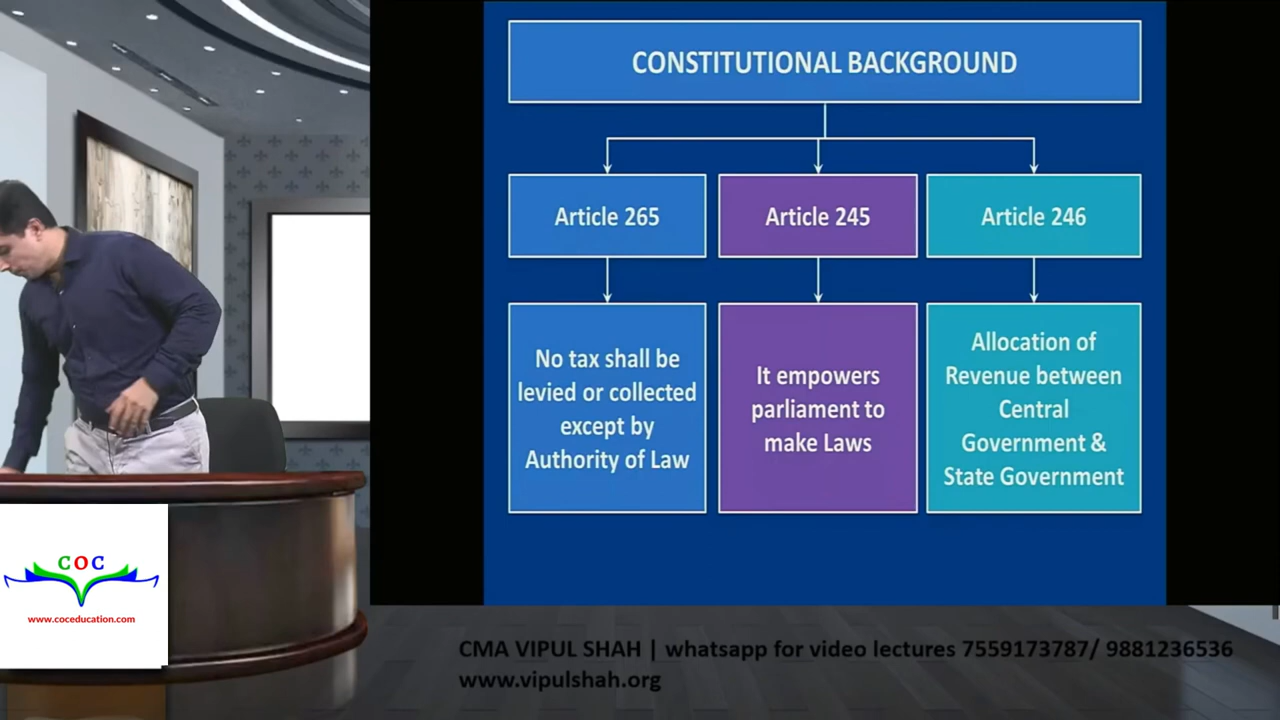 CONSTITUTIONAL BACKGROUND
Article 265
Article 245
Article 246
No tax shall be
levied or collected
except by
Authority of Law
It empowers
parliament to
make Laws
Allocation of
Revenue between
Central
Government &
State Government
COC
www.coceducation.com
CMA VIPUL SHAH | whatsapp for video lectures 7559173787/ 9881236536
www.vipulshah.org